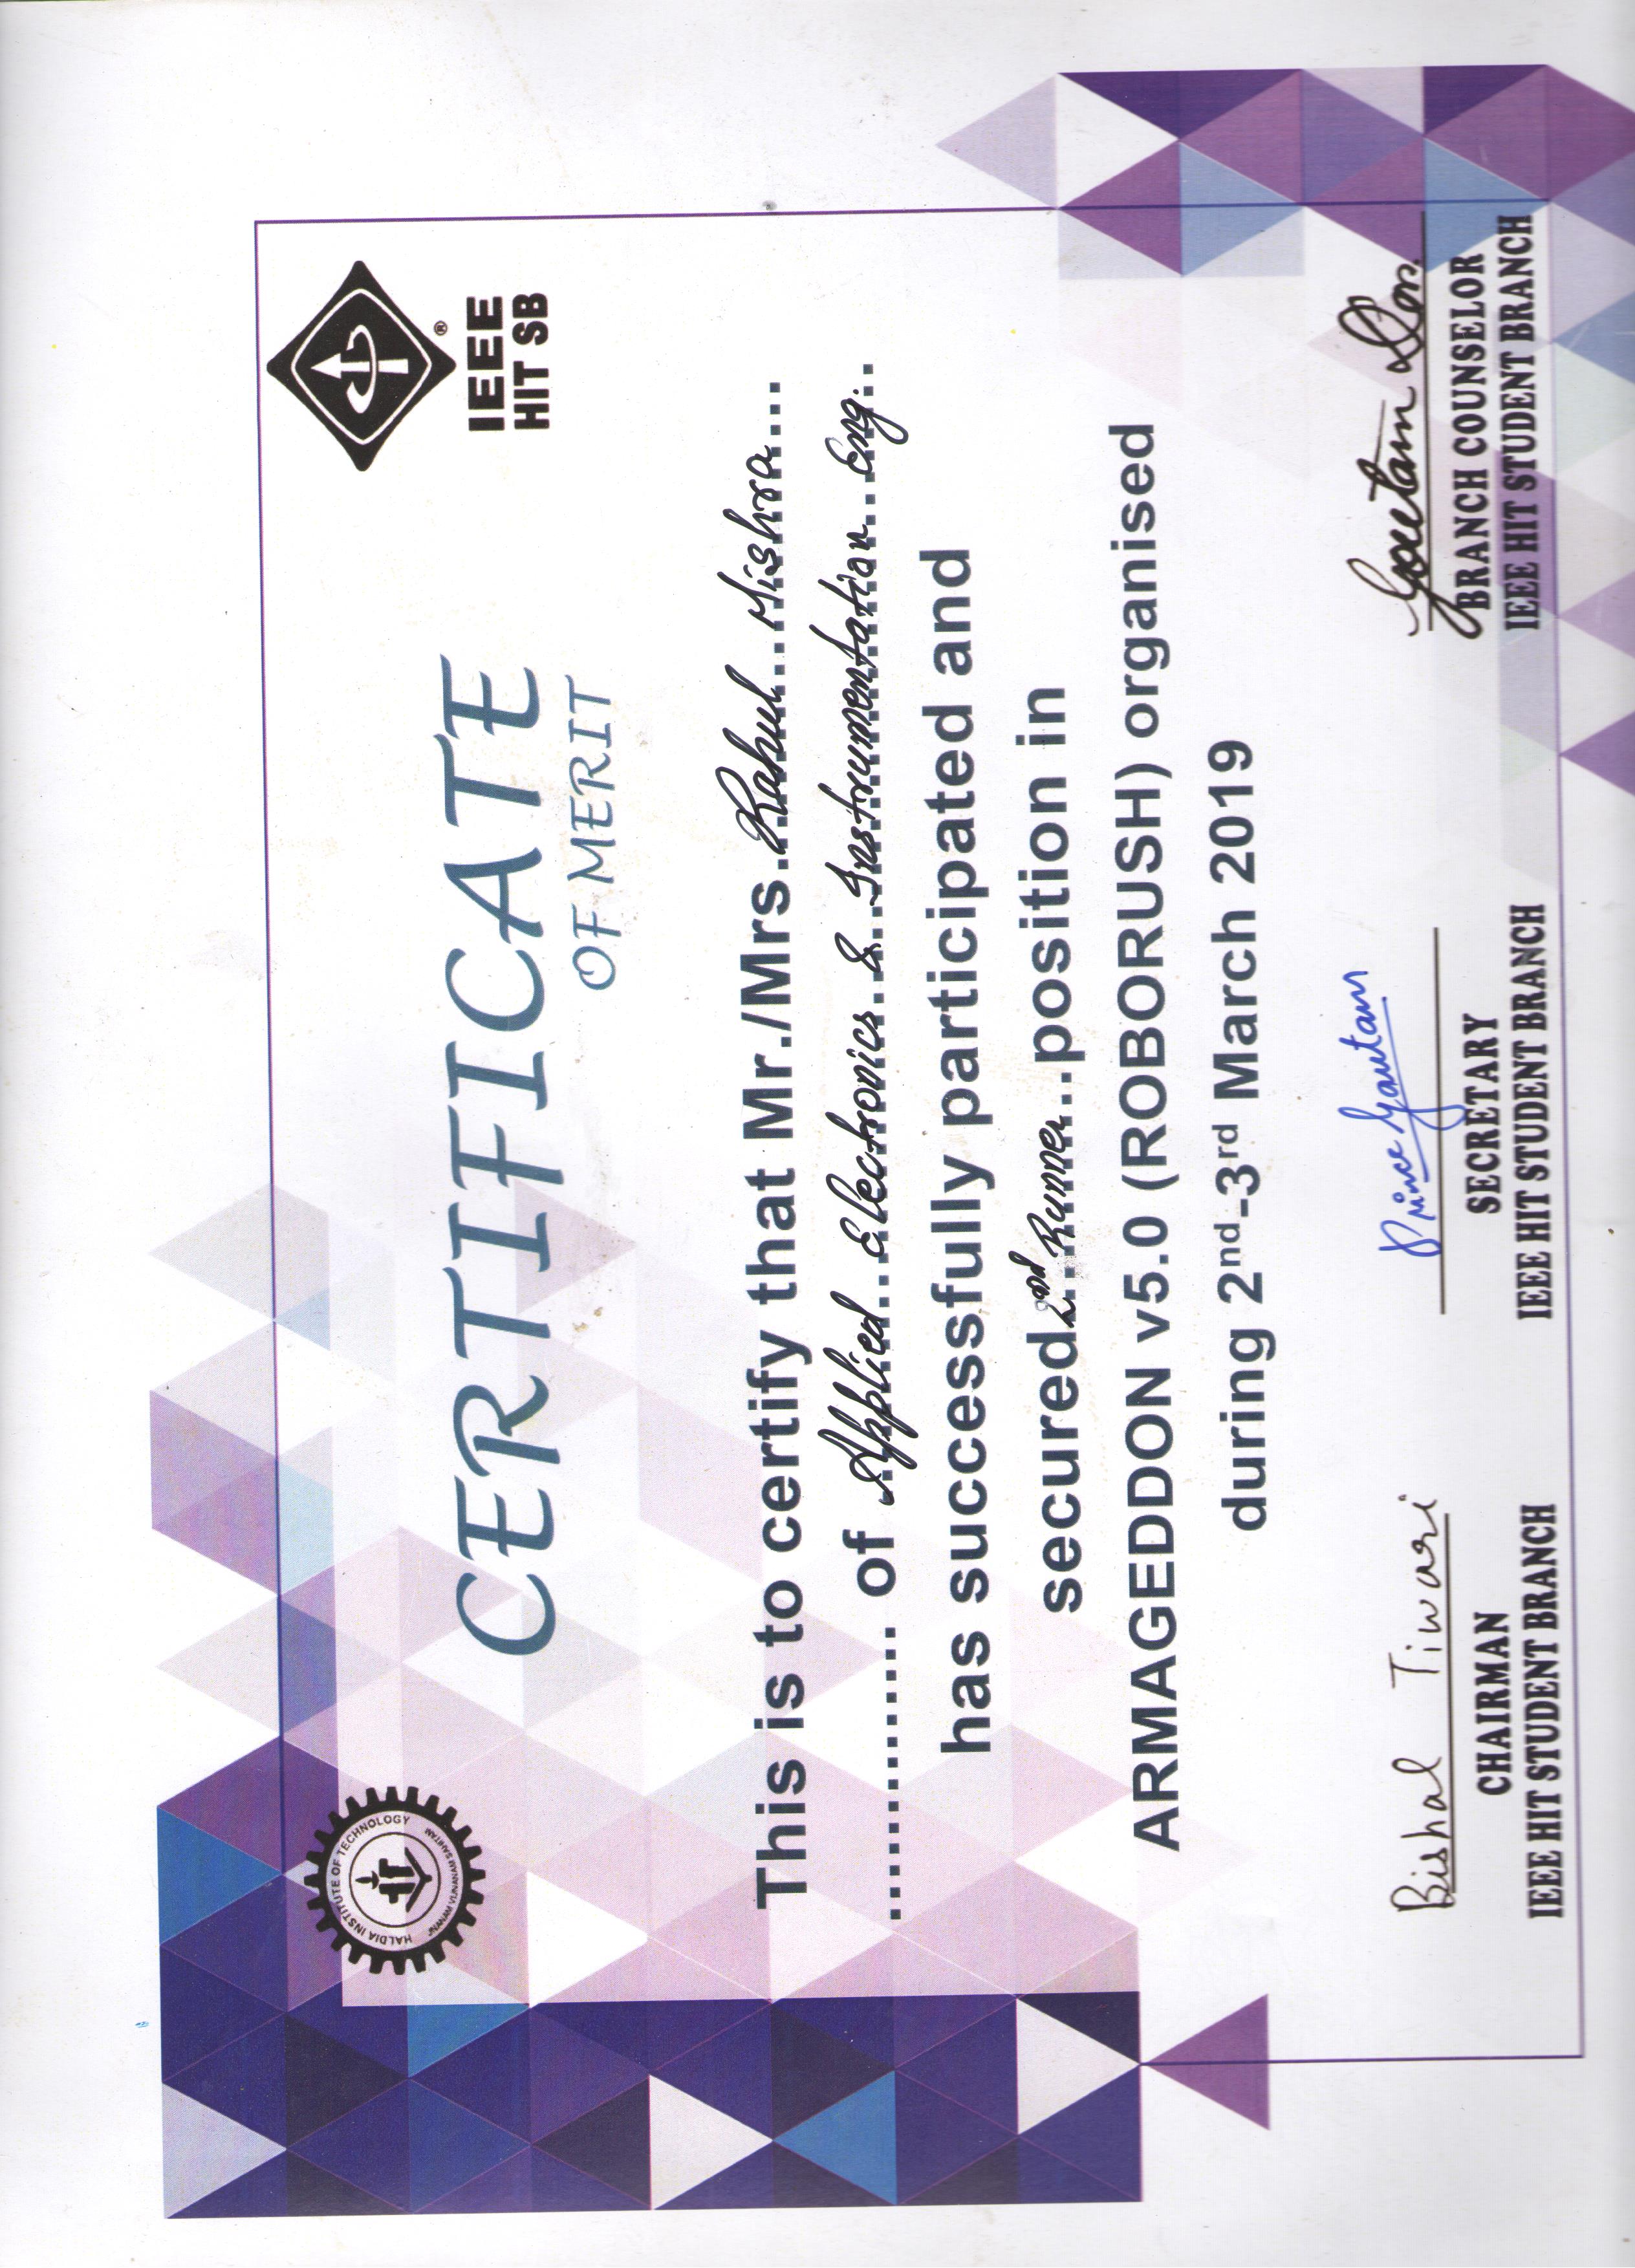 HALDIA INSTITUTE OF TECHNOLOGY
JNANAM VIJNANAM SAHITAM
®
IEEE
HIT SB
CERTIFICATE
OF MERIT
This is to certify that Mr./Mrs. Rahul Mishra
of Applied Electronics & Instrumentation Eng.
has successfully participated and
secured 2nd Runner position in
ARMAGEDDON v5.0 (ROBORUSH) organised
during 2nd-3rd March 2019
Bishal Tiwari
CHAIRMAN
IEEE HIT STUDENT BRANCH
Prince Gautam
SECRETARY
IEEE HIT STUDENT BRANCH
Goutam Das.
BRANCH COUNSELOR
IEEE HIT STUDENT BRANCH